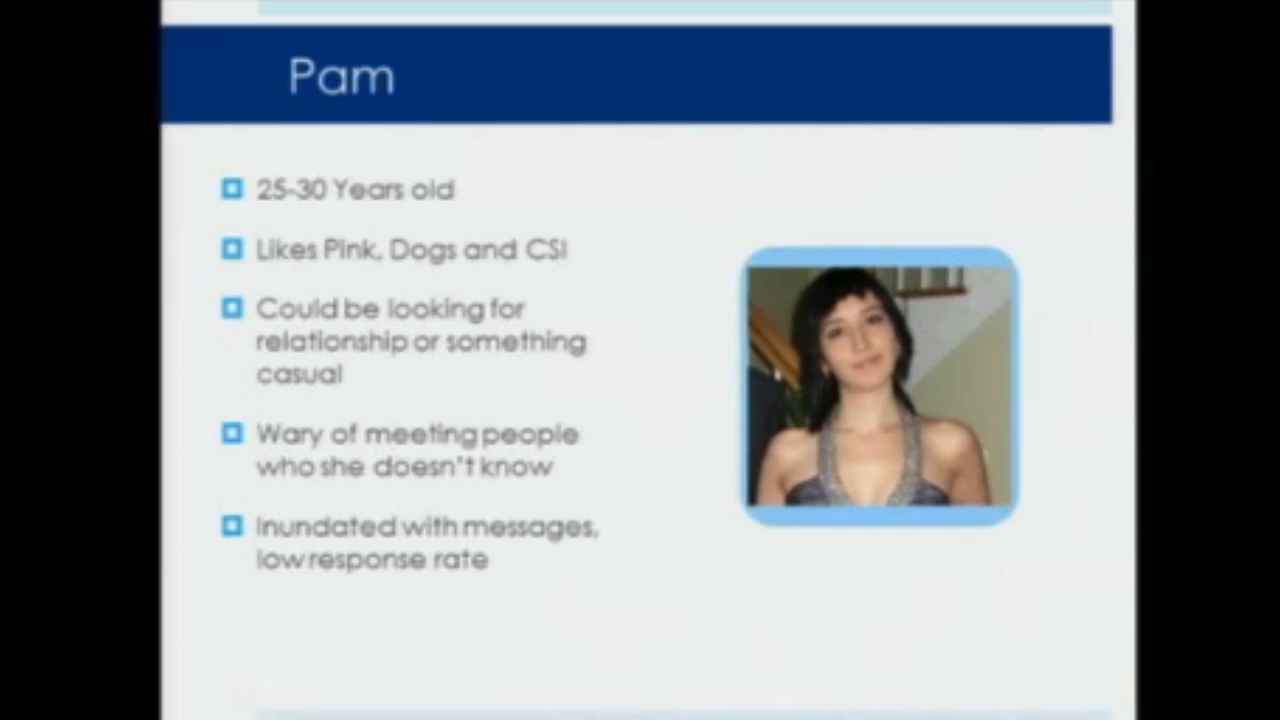 Pam
25-30 Years old
Likes Pink, Dogs and CSI
Could be looking for
relationship or something
casual
Wary of meeting people
who she doesn't know
Inundated with messages,
low response rate